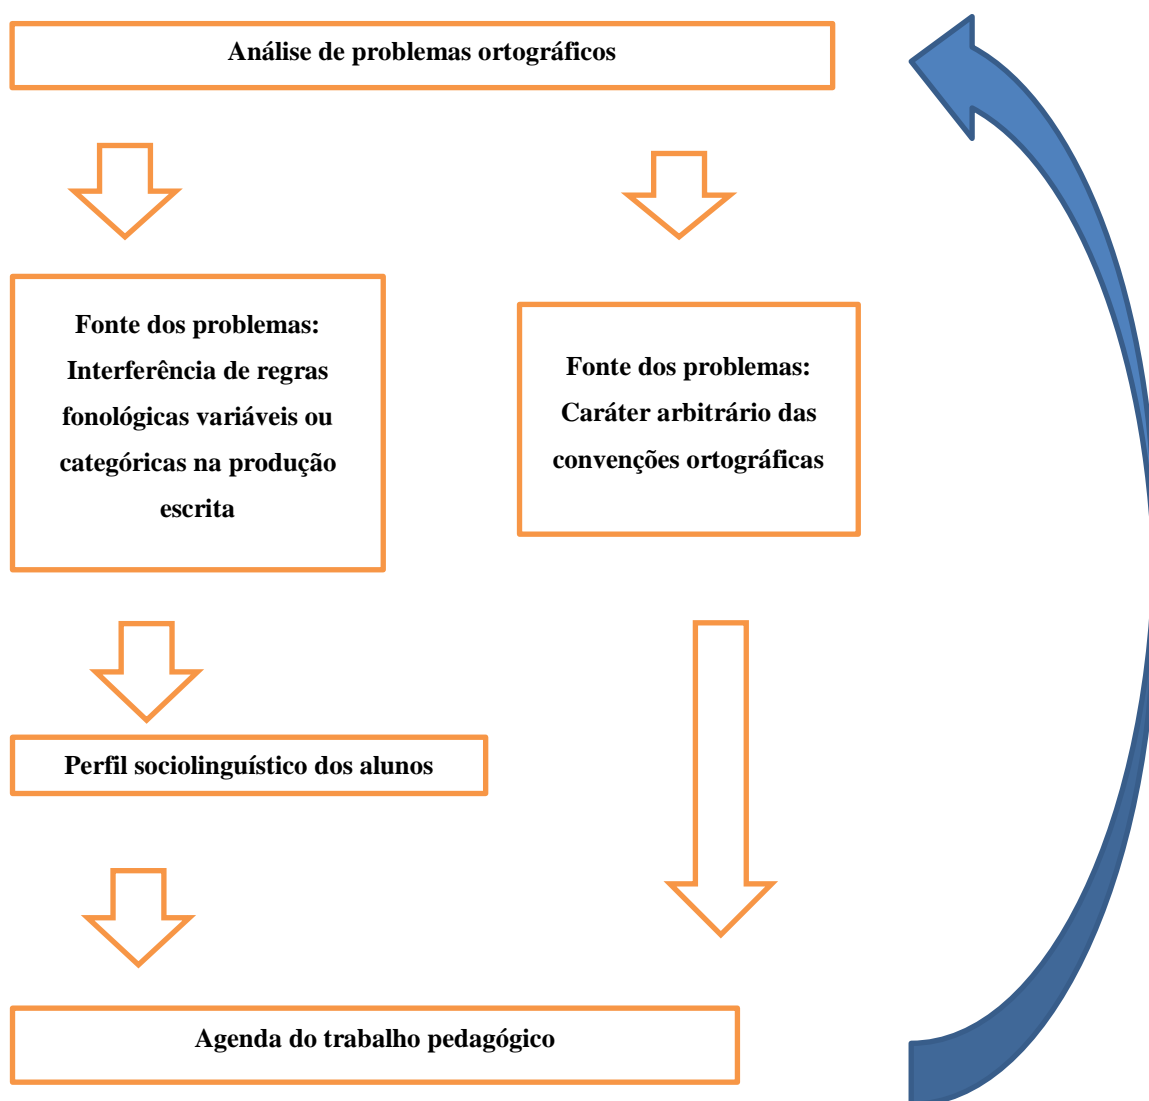 Análise de problemas ortográficos
Fonte dos problemas:
Interferência de regras
fonológicas variáveis ou
categóricas na produção
escrita
Fonte dos problemas:
Caráter arbitrário das
convenções ortográficas
Perfil sociolinguístico dos alunos
Agenda do trabalho pedagógico